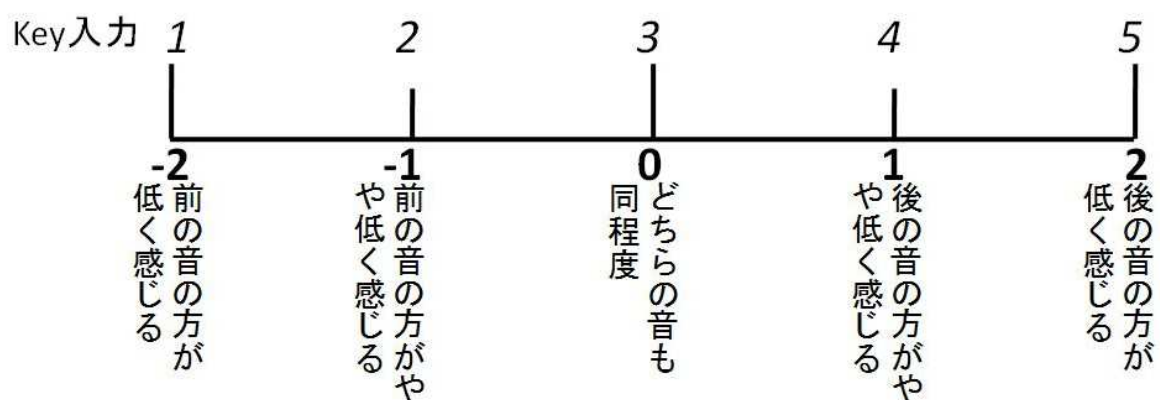 Key入力 1 2 3 4 5
-2 -1 0 1 2
前の音の方が
低く感じる
前の音の方がや
や低く感じる
どちらの音も
同程度
後の音の方がや
や低く感じる
後の音の方が
低く感じる